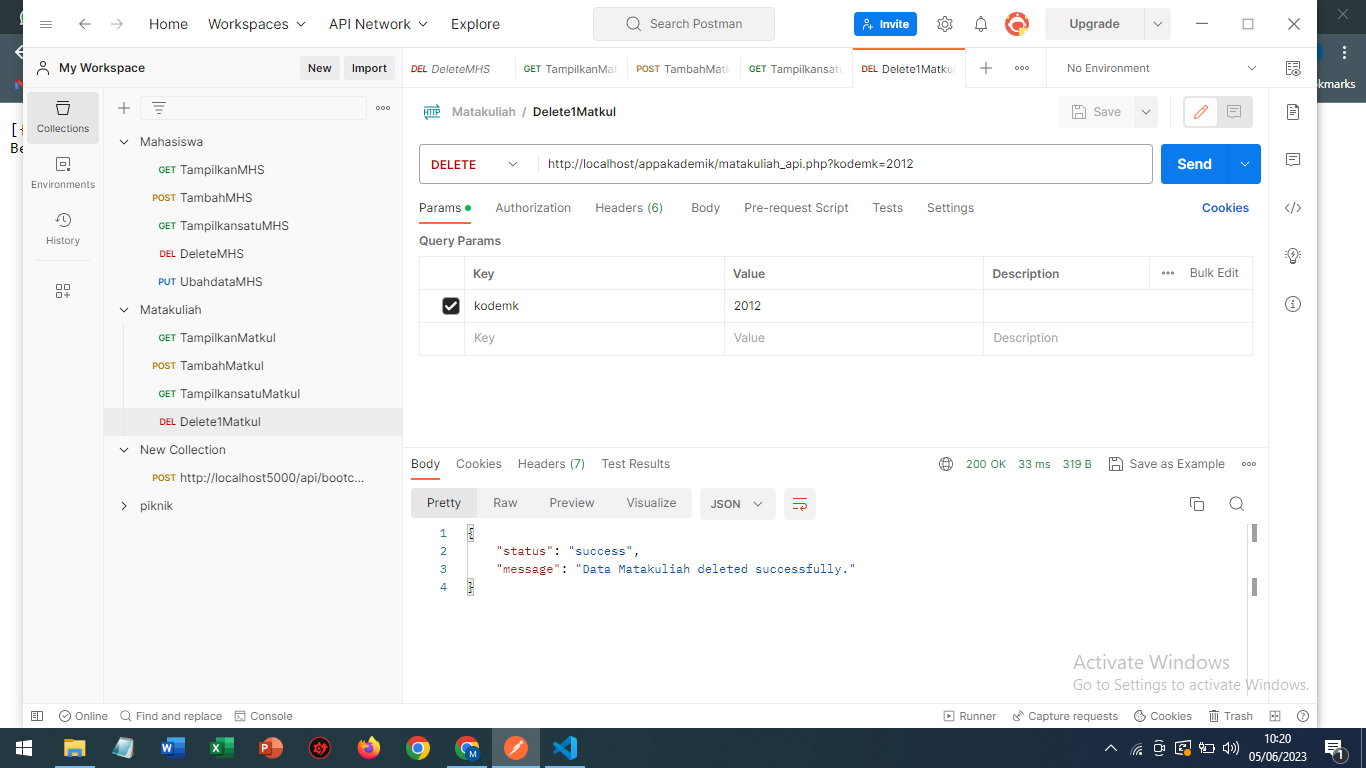 Home Workspaces API Network Explore Search Postman Invite Upgrade
My Workspace New Import
DEL DeleteMHS GET TampilkanMat POST TambahMatk GET Tampilkansatu DEL Delete1Matkul No Environment
Collections
Environments
History
Mahasiswa
GET TampilkanMHS
POST TambahMHS
GET TampilkansatuMHS
DEL DeleteMHS
PUT UbahdataMHS
Matakuliah
GET TampilkanMatkul
POST TambahMatkul
GET TampilkansatuMatkul
DEL Delete1Matkul
New Collection
POST http://localhost5000/api/bootc...
piknik
HTTP Matakuliah / Delete1Matkul Save
DELETE http://localhost/appakademik/matakuliah_api.php?kodemk=2012 Send
Params Authorization Headers (6) Body Pre-request Script Tests Settings Cookies
Query Params
Key Value Description Bulk Edit
kodemk 2012
Key Value Description
Body Cookies Headers (7) Test Results 200 OK 33 ms 319 B Save as Example
Pretty Raw Preview Visualize JSON
1 {
2 "status": "success",
3 "message": "Data Matakuliah deleted successfully."
4 }
Activate Windows
Go to Settings to activate Windows.
Online Find and replace Console Runner Capture requests Cookies Trash
10:20
05/06/2023
1